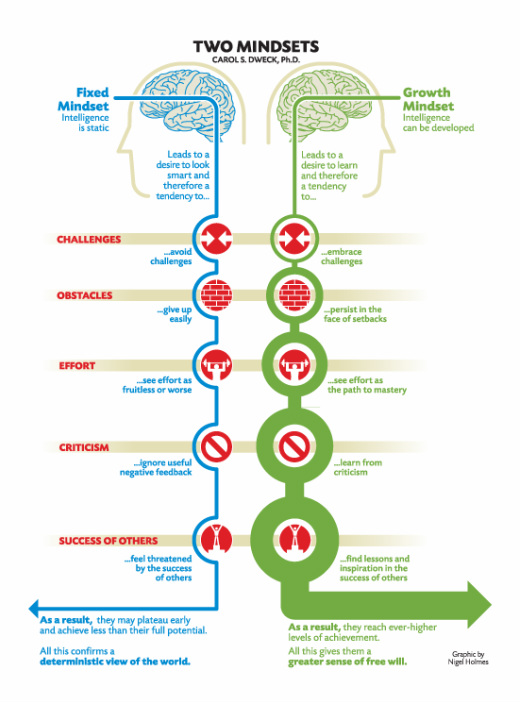 TWO MINDSETS
CAROL S. DWECK, Ph.D.
Fixed
Mindset
Intelligence
is static
Growth
Mindset
Intelligence
can be developed
Leads to a
desire to look
smart and
therefore a
tendency to...
Leads to a
desire to learn
and therefore
a tendency
to...
CHALLENGES
...avoid
challenges
...embrace
challenges
OBSTACLES
...give up
easily
...persist in the
face of setbacks
EFFORT
...see effort as
fruitless or worse
...see effort as
the path to mastery
CRITICISM
...ignore useful
negative feedback
...learn from
criticism
SUCCESS OF OTHERS
...feel threatened
by the success
of others
...find lessons and
inspiration in the
success of others
As a result, they may plateau early
and achieve less than their full potential.
All this confirms a
deterministic view of the world.
As a result, they reach ever-higher
levels of achievement.
All this gives them a
greater sense of free will.
Graphic by
Nigel Holmes